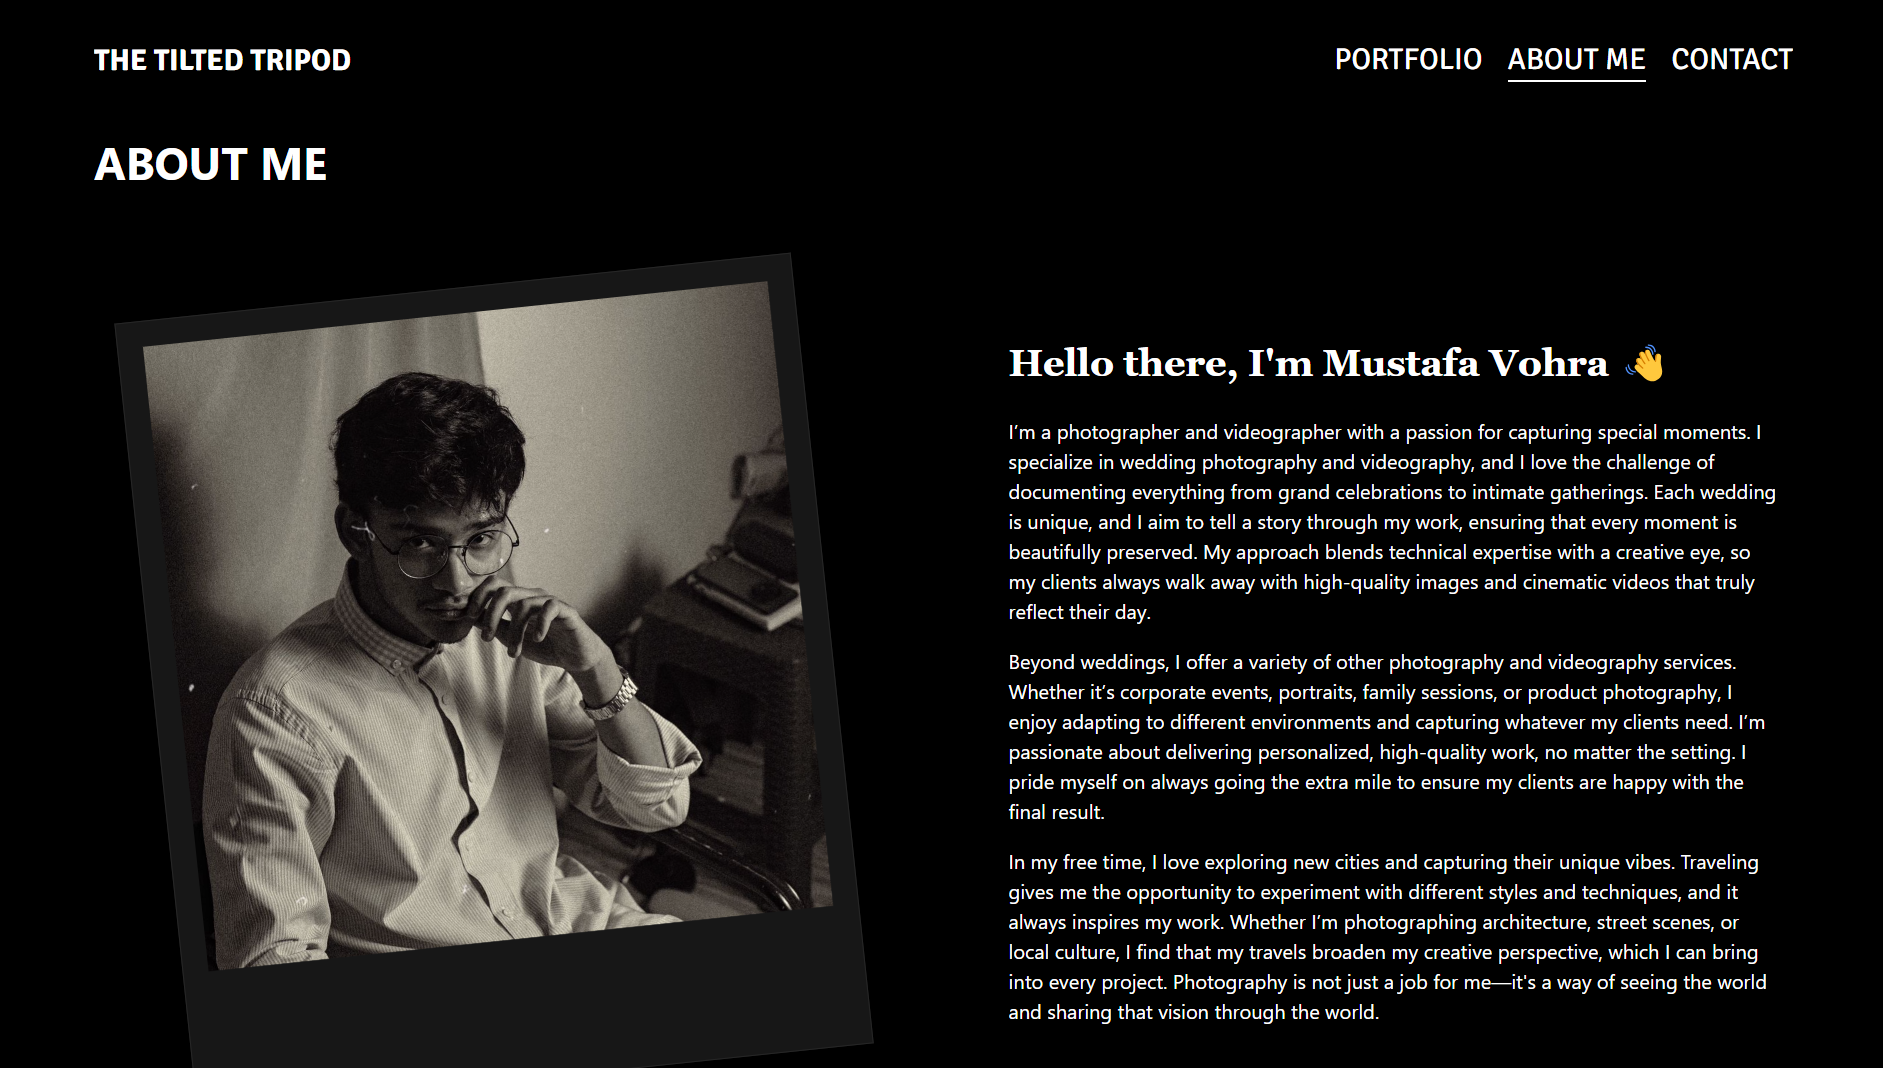 THE TILTED TRIPOD
PORTFOLIO ABOUT ME CONTACT
ABOUT ME
Hello there, I'm Mustafa Vohra 👋
I’m a photographer and videographer with a passion for capturing special moments. I
specialize in wedding photography and videography, and I love the challenge of
documenting everything from grand celebrations to intimate gatherings. Each wedding
is unique, and I aim to tell a story through my work, ensuring that every moment is
beautifully preserved. My approach blends technical expertise with a creative eye, so
my clients always walk away with high-quality images and cinematic videos that truly
reflect their day.
Beyond weddings, I offer a variety of other photography and videography services.
Whether it’s corporate events, portraits, family sessions, or product photography, I
enjoy adapting to different environments and capturing whatever my clients need. I’m
passionate about delivering personalized, high-quality work, no matter the setting. I
pride myself on always going the extra mile to ensure my clients are happy with the
final result.
In my free time, I love exploring new cities and capturing their unique vibes. Traveling
gives me the opportunity to experiment with different styles and techniques, and it
always inspires my work. Whether I’m photographing architecture, street scenes, or
local culture, I find that my travels broaden my creative perspective, which I can bring
into every project. Photography is not just a job for me—it's a way of seeing the world
and sharing that vision through the world.